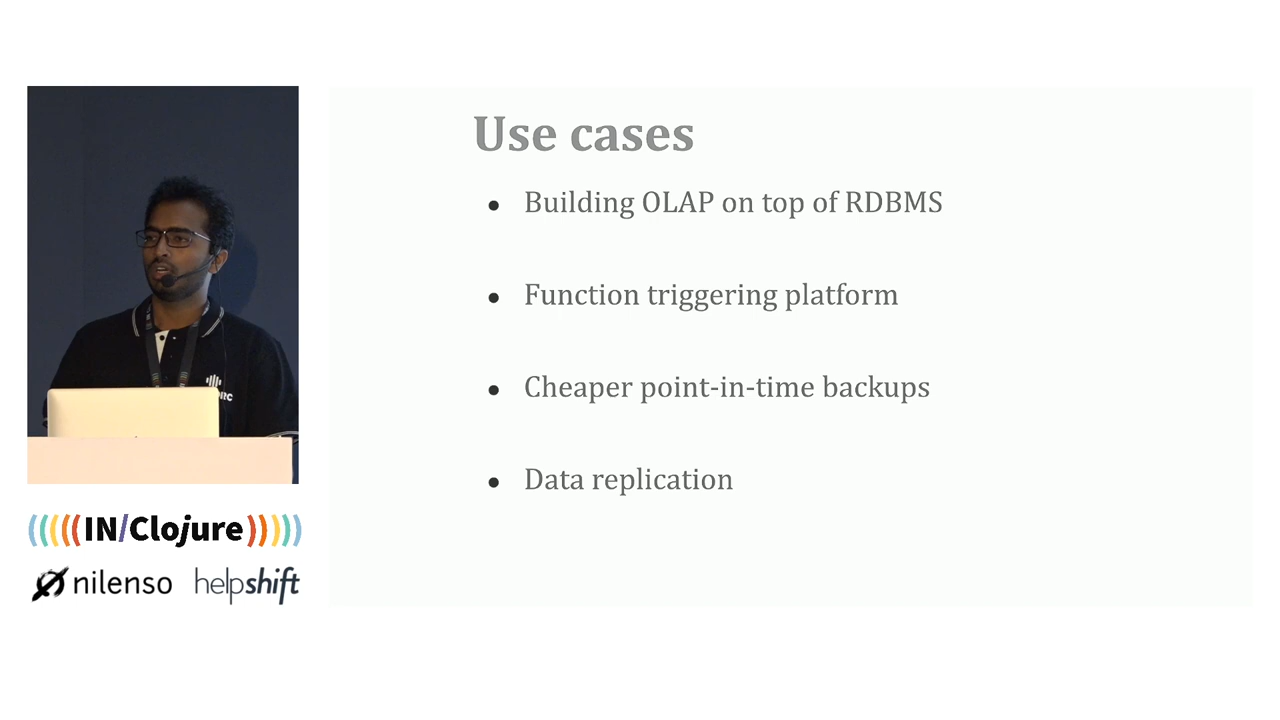 Use cases
• Building OLAP on top of RDBMS
• Function triggering platform
• Cheaper point-in-time backups
• Data replication
((((( IN/Clojure )))))
nilenso helpshift